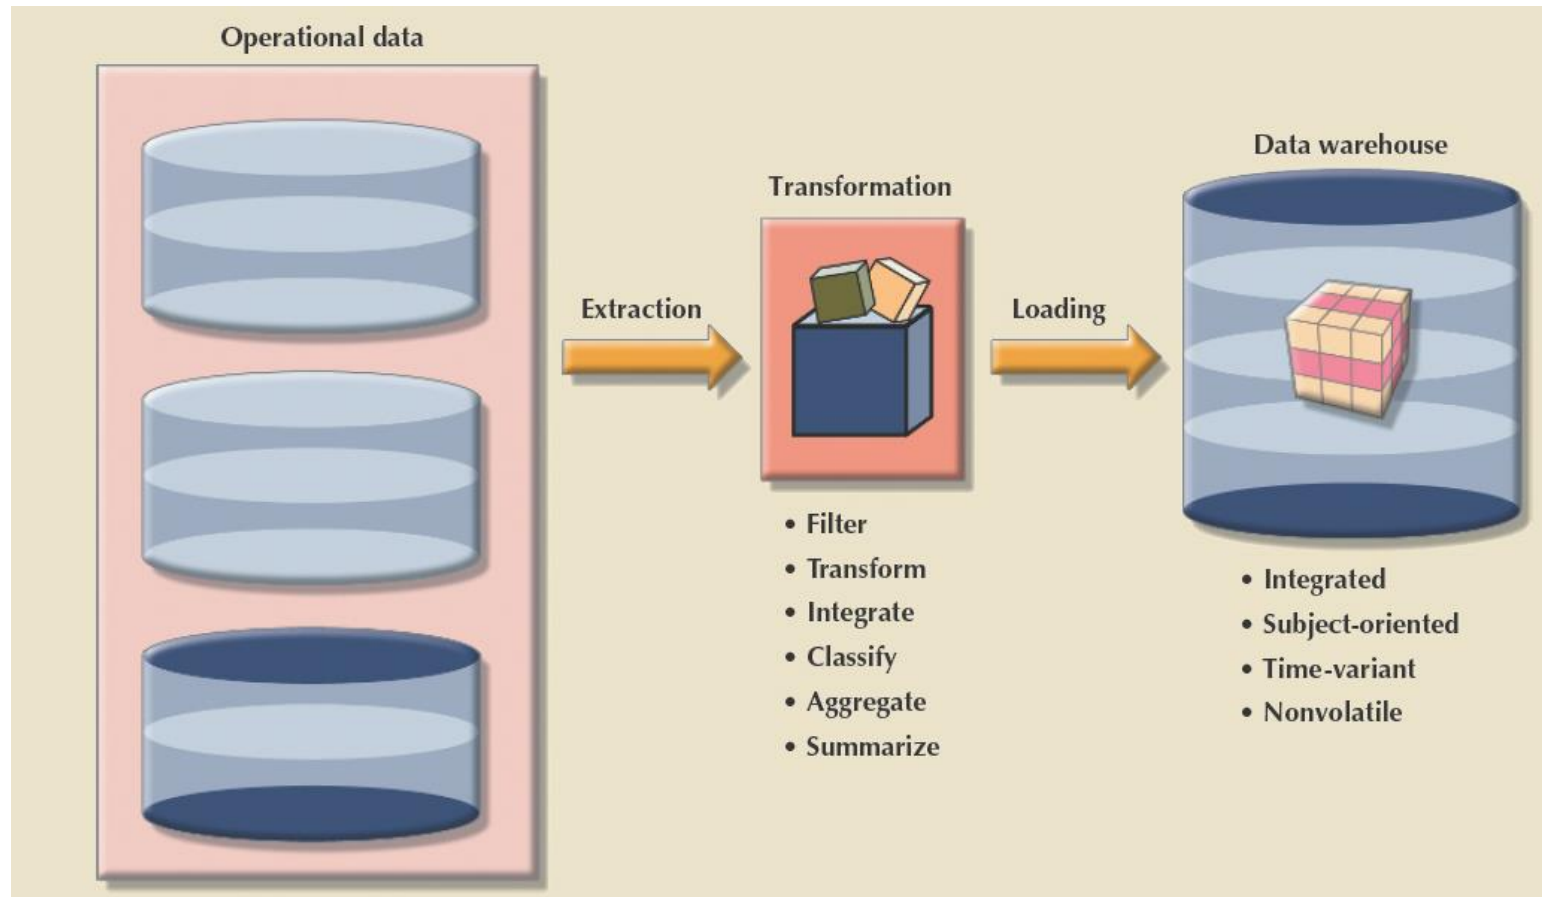 Operational data
Extraction
Transformation
• Filter
• Transform
• Integrate
• Classify
• Aggregate
• Summarize
Loading
Data warehouse
• Integrated
• Subject-oriented
• Time-variant
• Nonvolatile